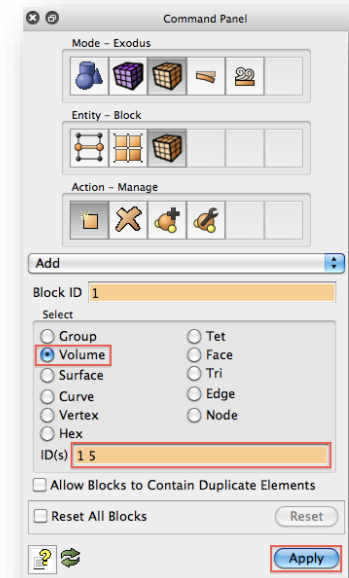 Command Panel
Mode – Exodus
Entity – Block
Action – Manage
Add
Block ID 1
Select
Group
Tet
Volume
Face
Surface
Tri
Curve
Edge
Vertex
Node
Hex
ID(s) 1 5
Allow Blocks to Contain Duplicate Elements
Reset All Blocks
Reset
?
Apply